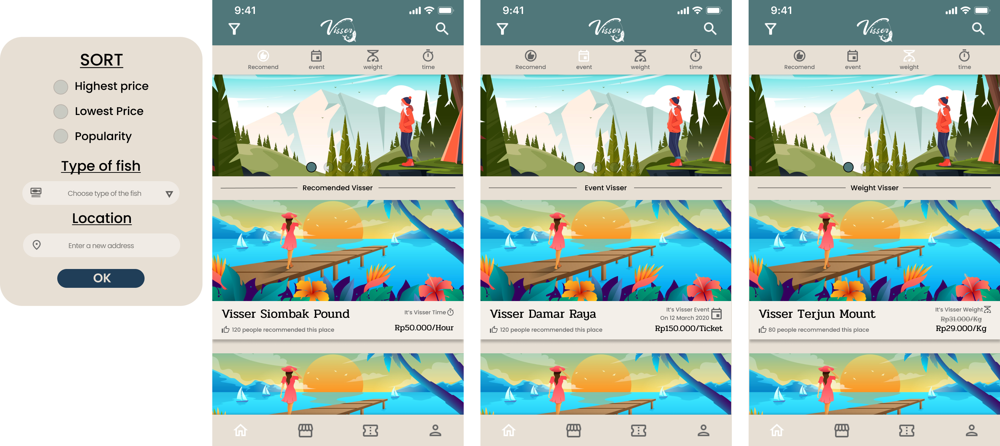 SORT
Highest price
Lowest Price
Popularity
Type of fish
Choose type of the fish
Location
Enter a new address
OK
9:41
Visser
Recomend event weight time
Recomended Visser
Visser Siombak Pound
It's Visser Time
120 people recommended this place
Rp50.000/Hour
9:41
Visser
Recomend event weight time
Event Visser
Visser Damar Raya
It's Visser Event
On 12 March 2020
120 people recommended this place
Rp150.000/Ticket
9:41
Visser
Recomend event weight time
Weight Visser
Visser Terjun Mount
It's Visser Weight
Rp31.000/Kg
80 people recommended this place
Rp29.000/Kg